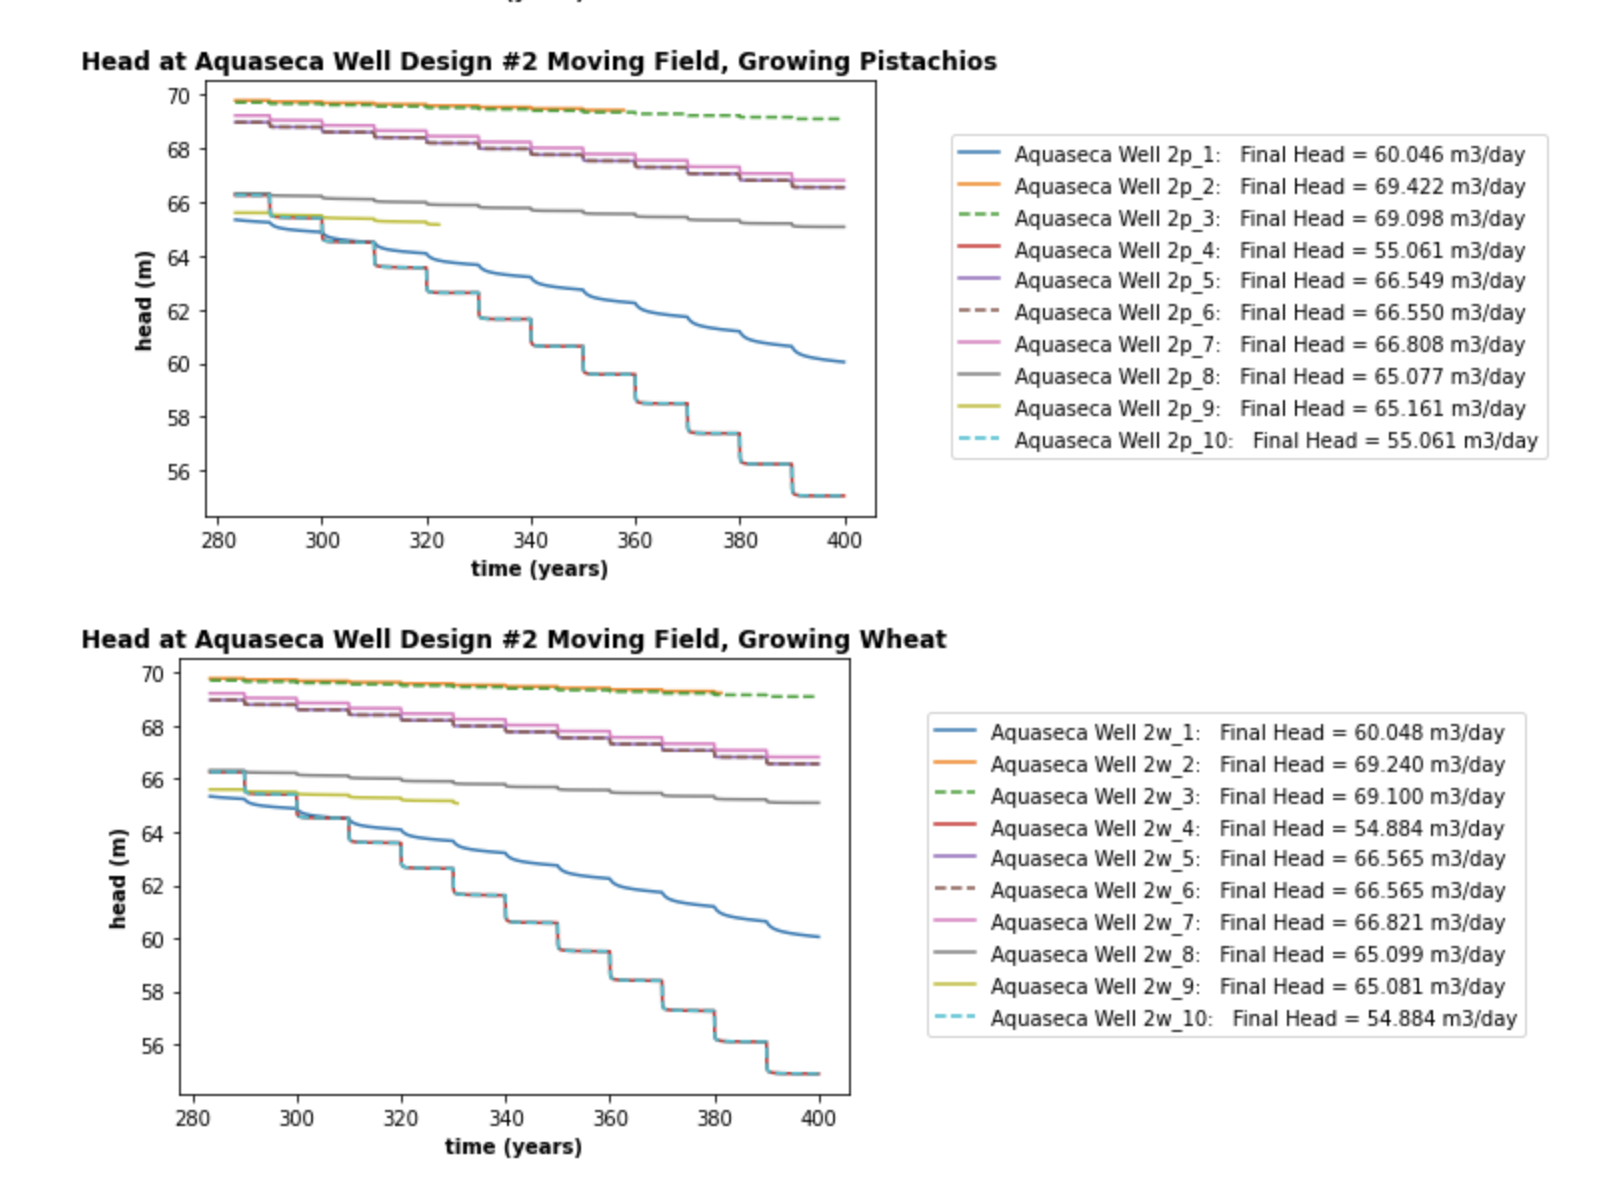 Head at Aquaseca Well Design #2 Moving Field, Growing Pistachios
70
68
66
64
62
60
58
56
head (m)
280 300 320 340 360 380 400
time (years)
Aquaseca Well 2p_1: Final Head = 60.046 m3/day
Aquaseca Well 2p_2: Final Head = 69.422 m3/day
Aquaseca Well 2p_3: Final Head = 69.098 m3/day
Aquaseca Well 2p_4: Final Head = 55.061 m3/day
Aquaseca Well 2p_5: Final Head = 66.549 m3/day
Aquaseca Well 2p_6: Final Head = 66.550 m3/day
Aquaseca Well 2p_7: Final Head = 66.808 m3/day
Aquaseca Well 2p_8: Final Head = 65.077 m3/day
Aquaseca Well 2p_9: Final Head = 65.161 m3/day
Aquaseca Well 2p_10: Final Head = 55.061 m3/day
Head at Aquaseca Well Design #2 Moving Field, Growing Wheat
70
68
66
64
62
60
58
56
head (m)
280 300 320 340 360 380 400
time (years)
Aquaseca Well 2w_1: Final Head = 60.048 m3/day
Aquaseca Well 2w_2: Final Head = 69.240 m3/day
Aquaseca Well 2w_3: Final Head = 69.100 m3/day
Aquaseca Well 2w_4: Final Head = 54.884 m3/day
Aquaseca Well 2w_5: Final Head = 66.565 m3/day
Aquaseca Well 2w_6: Final Head = 66.565 m3/day
Aquaseca Well 2w_7: Final Head = 66.821 m3/day
Aquaseca Well 2w_8: Final Head = 65.099 m3/day
Aquaseca Well 2w_9: Final Head = 65.081 m3/day
Aquaseca Well 2w_10: Final Head = 54.884 m3/day